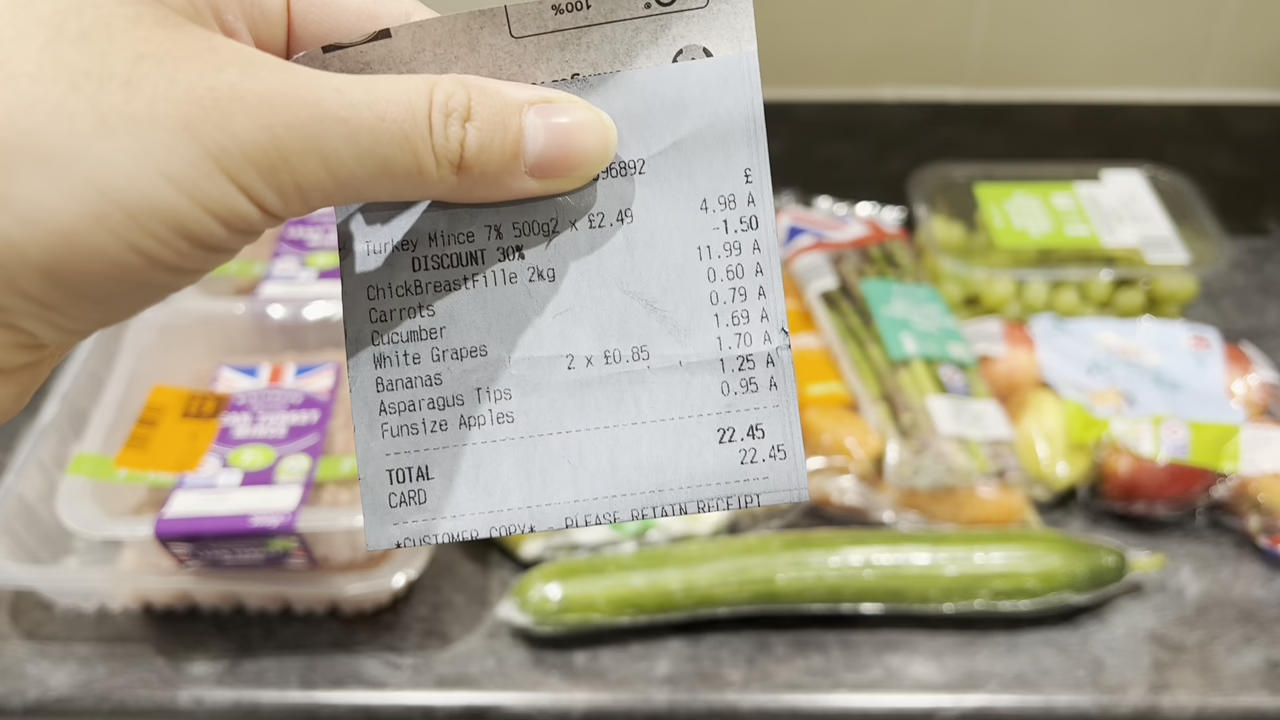 100%
96892
£
Turkey Mince 7% 500g2 x £2.49 4.98 A
DISCOUNT 30% -1.50
ChickBreastFille 2kg 11.99 A
Carrots 0.60 A
Cucumber 0.79 A
White Grapes 1.69 A
Bananas 2 x £0.85 1.70 A
Asparagus Tips 1.25 A
Funsize Apples 0.95 A
TOTAL 22.45
CARD 22.45
*CUSTOMER COPY* - PLEASE RETAIN RECEIPT